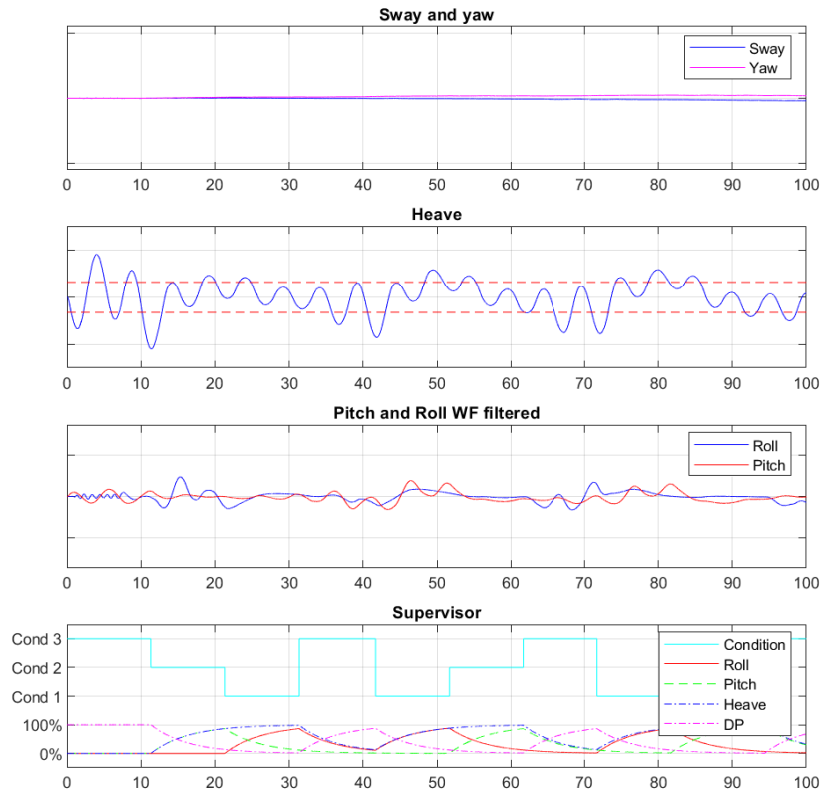 Sway and yaw
Sway
Yaw
0 10 20 30 40 50 60 70 80 90 100
Heave
0 10 20 30 40 50 60 70 80 90 100
Pitch and Roll WF filtered
Roll
Pitch
0 10 20 30 40 50 60 70 80 90 100
Supervisor
Cond 3
Cond 2
Cond 1
100%
0%
Condition
Roll
Pitch
Heave
DP
0 10 20 30 40 50 60 70 80 90 100